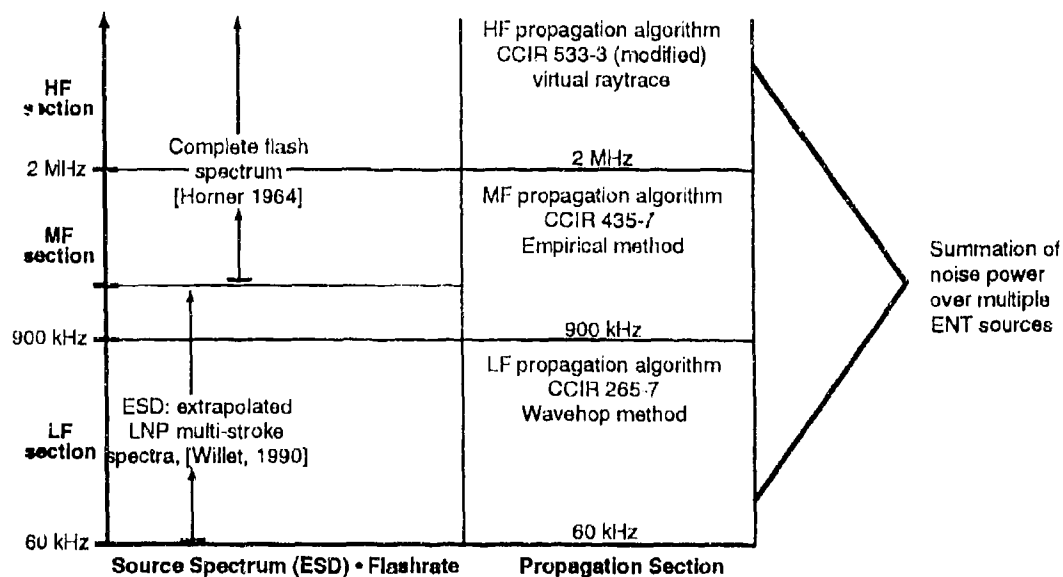 HF
section
2 MHz
MF
section
900 kHz
LF
section
60 kHz
Complete flash
spectrum
[Horner 1964]
ESD: extrapolated
LNP multi-stroke
spectra, [Willet, 1990]
Source Spectrum (ESD) • Flashrate
HF propagation algorithm
CCIR 533-3 (modified)
virtual raytrace
2 MHz
MF propagation algorithm
CCIR 435-7
Empirical method
900 kHz
LF propagation algorithm
CCIR 265-7
Wavehop method
60 kHz
Propagation Section
Summation of
noise power
over multiple
ENT sources